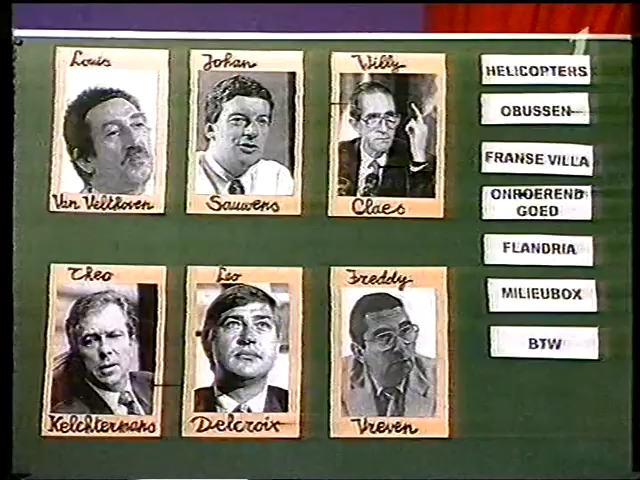 1
Louis
Van Velthoven
Johan
Sauwens
Willy
Claes
Theo
Kelchtermans
Leo
Delcroix
Freddy
Vreven
HELICOPTERS
OBUSSEN
FRANSE VILLA
ONROEREND
GOED
FLANDRIA
MILIEUBOX
BTW